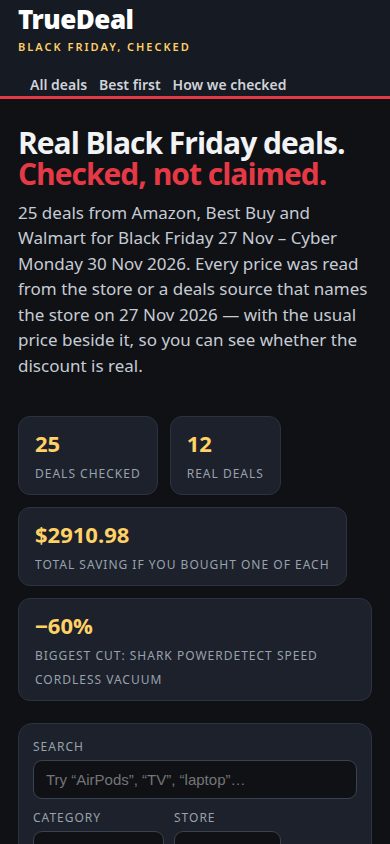 TrueDeal
BLACK FRIDAY, CHECKED
All deals Best first How we checked
Real Black Friday deals.
Checked, not claimed.
25 deals from Amazon, Best Buy and
Walmart for Black Friday 27 Nov – Cyber
Monday 30 Nov 2026. Every price was read
from the store or a deals source that names
the store on 27 Nov 2026 — with the usual
price beside it, so you can see whether the
discount is real.
25
DEALS CHECKED
12
REAL DEALS
$2910.98
TOTAL SAVING IF YOU BOUGHT ONE OF EACH
−60%
BIGGEST CUT: SHARK POWERDETECT SPEED
CORDLESS VACUUM
SEARCH
Try “AirPods”, “TV”, “laptop”…
CATEGORY STORE